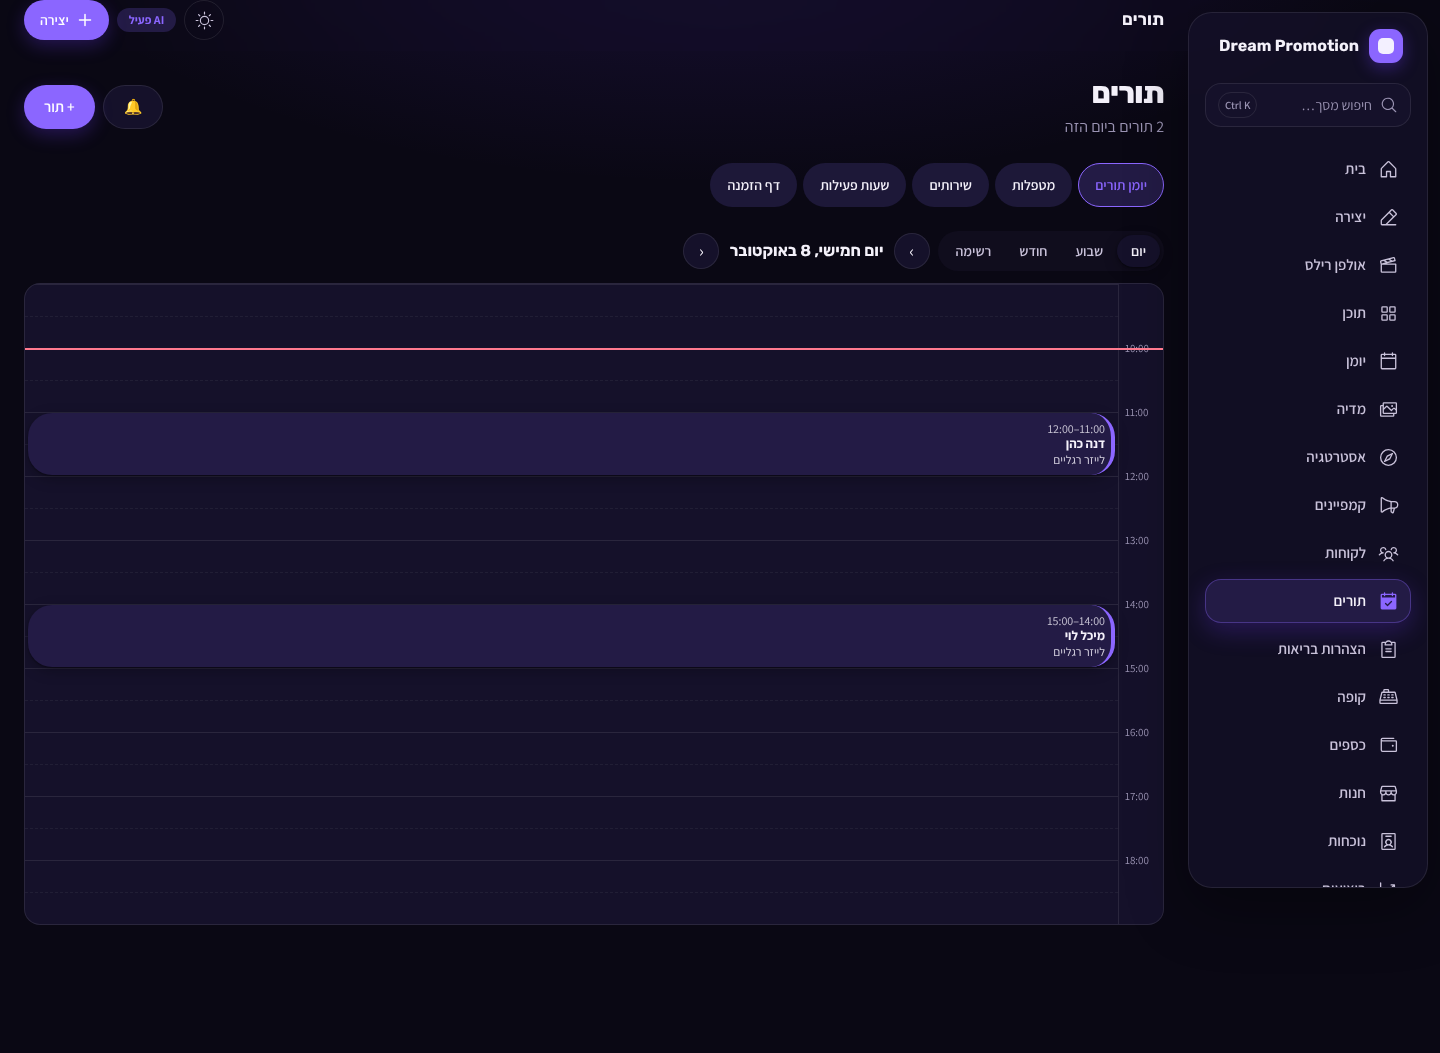 Dream Promotion
חיפוש מסך…
Ctrl K
בית
יצירה
אולפן רילס
תוכן
יומן
מדיה
אסטרטגיה
קמפיינים
לקוחות
תורים
הצהרות בריאות
קופה
כספים
חנות
נוכחות
תורים
AI פעיל
יצירה
תורים
2 תורים ביום הזה
+ תור
יומן תורים
מטפלות
שירותים
שעות פעילות
דף הזמנה
יום
שבוע
חודש
רשימה
יום חמישי, 8 באוקטובר
10:00
11:00
11:00–12:00
דנה כהן
לייזר רגליים
12:00
13:00
14:00
14:00–15:00
מיכל לוי
לייזר רגליים
15:00
16:00
17:00
18:00